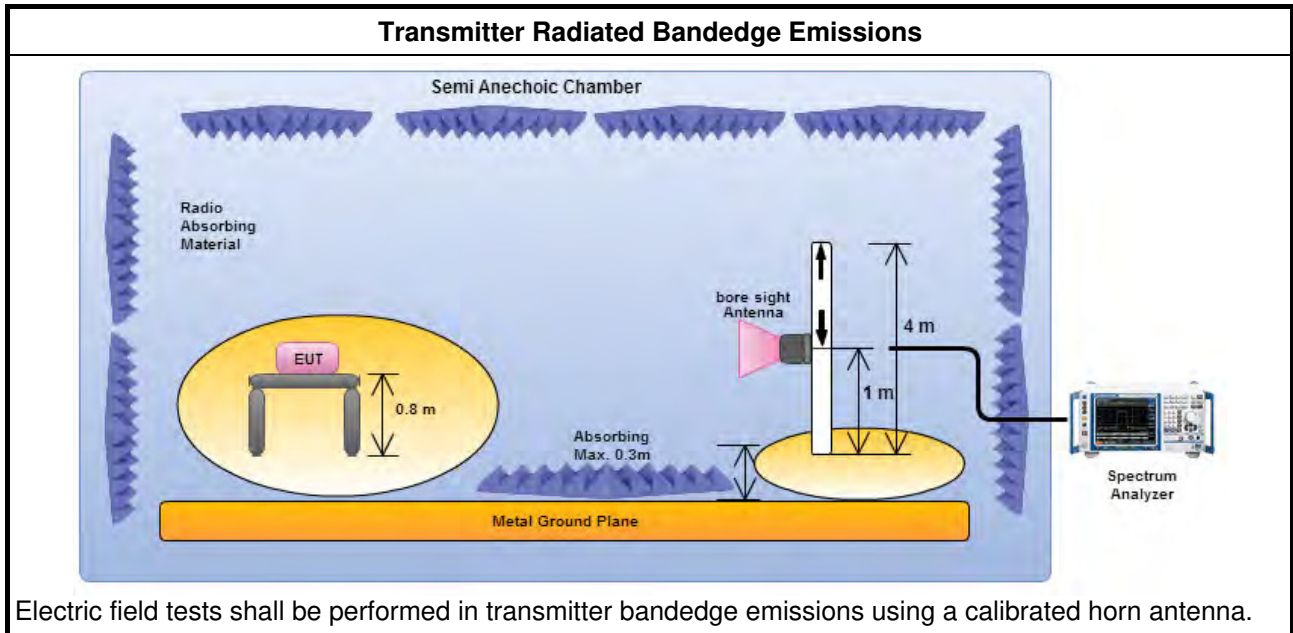 Transmitter Radiated Bandedge Emissions
Semi Anechoic Chamber
Radio
Absorbing
Material
bore sight
Antenna
4 m
EUT
1 m
0.8 m
Absorbing
Max. 0.3m
Spectrum
Analyzer
Metal Ground Plane
Electric field tests shall be performed in transmitter bandedge emissions using a calibrated horn antenna.